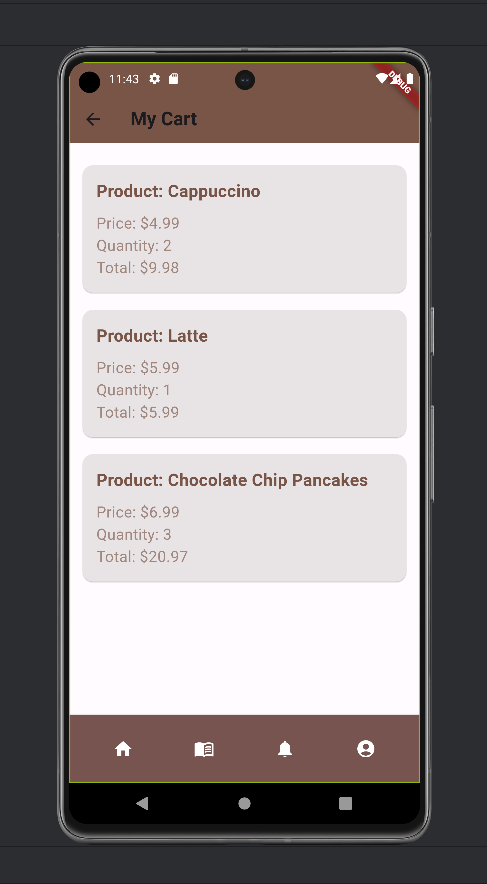 11:43
DEBUG
My Cart
Product: Cappuccino
Price: $4.99
Quantity: 2
Total: $9.98
Product: Latte
Price: $5.99
Quantity: 1
Total: $5.99
Product: Chocolate Chip Pancakes
Price: $6.99
Quantity: 3
Total: $20.97